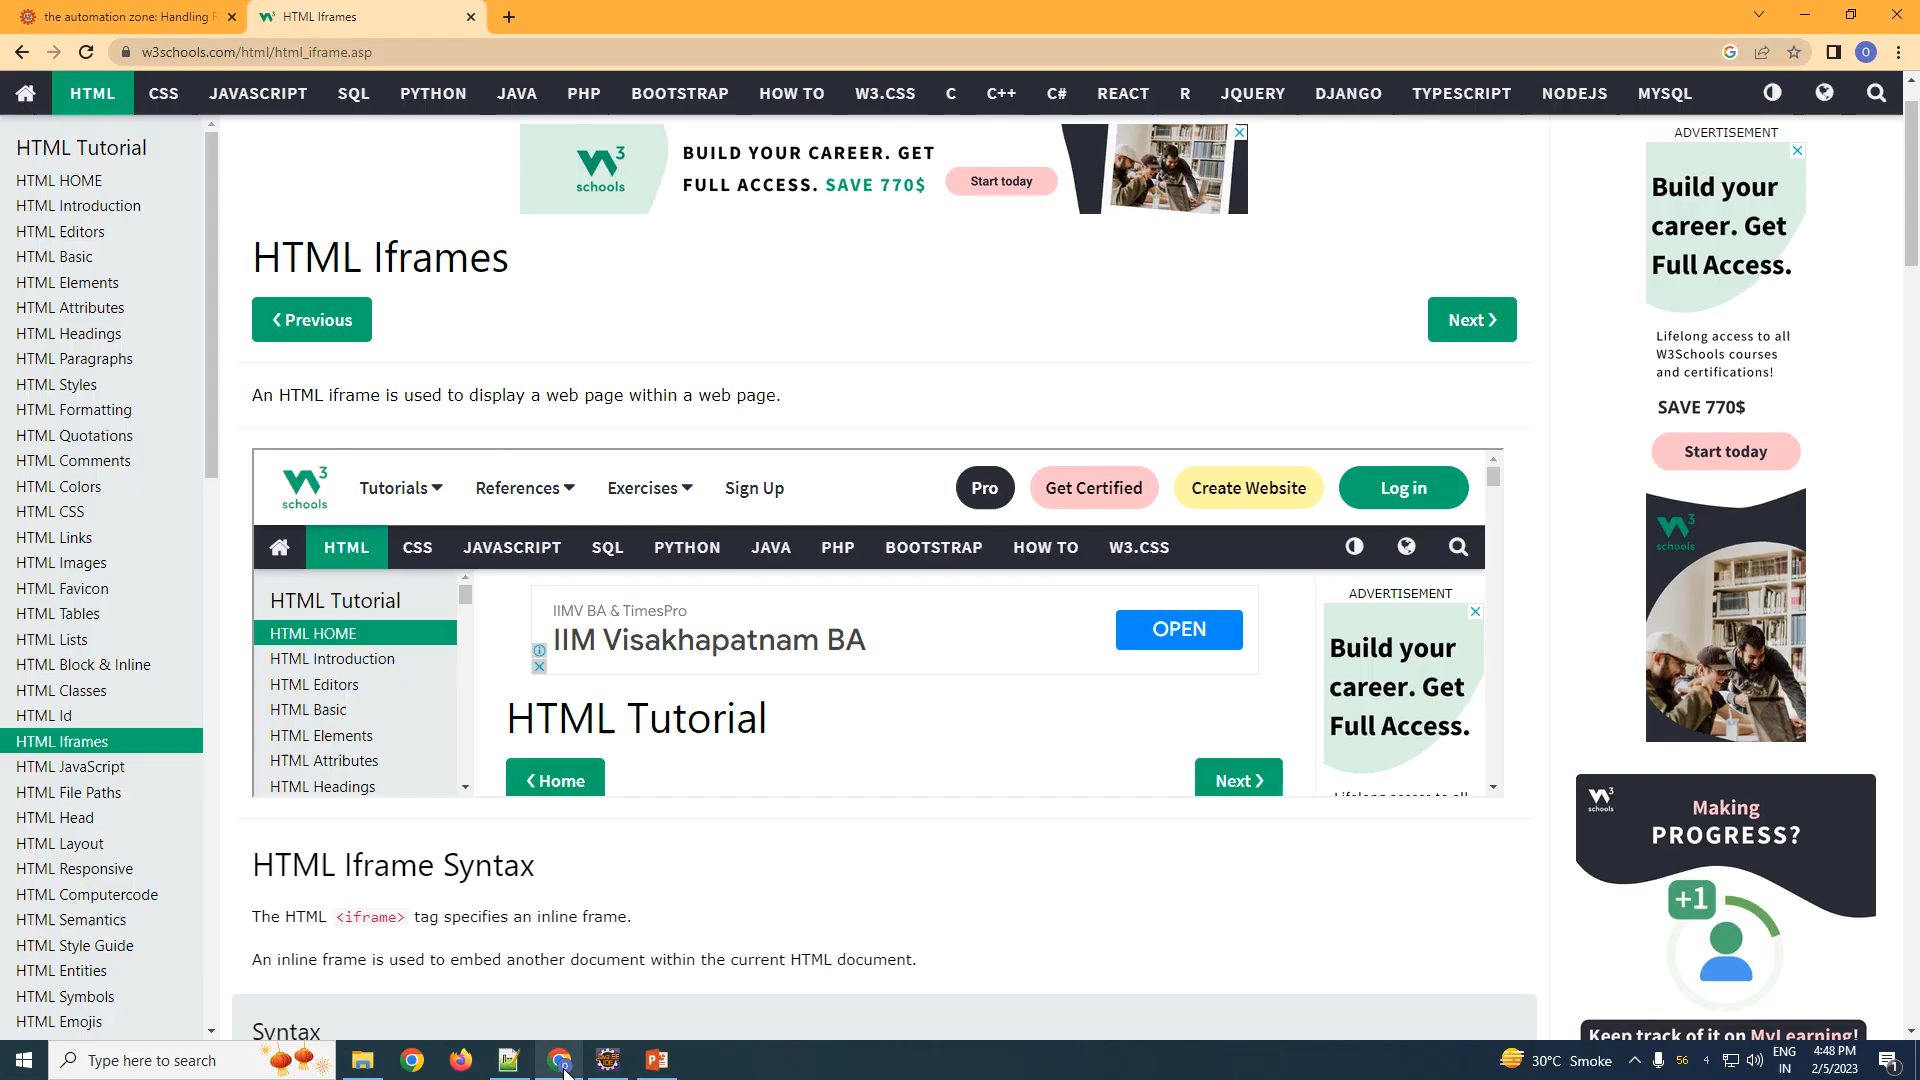 the automation zone: Handling F
HTML Iframes
w3schools.com/html/html_iframe.asp
O
HTML CSS JAVASCRIPT SQL PYTHON JAVA PHP BOOTSTRAP HOW TO W3.CSS C C++ C# REACT R JQUERY DJANGO TYPESCRIPT NODEJS MYSQL
HTML Tutorial
HTML HOME
HTML Introduction
HTML Editors
HTML Basic
HTML Elements
HTML Attributes
HTML Headings
HTML Paragraphs
HTML Styles
HTML Formatting
HTML Quotations
HTML Comments
HTML Colors
HTML CSS
HTML Links
HTML Images
HTML Favicon
HTML Tables
HTML Lists
HTML Block & Inline
HTML Classes
HTML Id
HTML Iframes
HTML JavaScript
HTML File Paths
HTML Head
HTML Layout
HTML Responsive
HTML Computercode
HTML Semantics
HTML Style Guide
HTML Entities
HTML Symbols
HTML Emojis
W3
schools
BUILD YOUR CAREER. GET
FULL ACCESS. SAVE 770$
Start today
HTML Iframes
❮ Previous
Next ❯
An HTML iframe is used to display a web page within a web page.
W3
schools
Tutorials References Exercises Sign Up Pro Get Certified Create Website Log in
HTML CSS JAVASCRIPT SQL PYTHON JAVA PHP BOOTSTRAP HOW TO W3.CSS
HTML Tutorial
HTML HOME
HTML Introduction
HTML Editors
HTML Basic
HTML Elements
HTML Attributes
HTML Headings
IIMV BA & TimesPro
IIM Visakhapatnam BA
OPEN
HTML Tutorial
❮ Home
Next ❯
ADVERTISEMENT
Build your
career. Get
Full Access.
Lifelong access to all
HTML Iframe Syntax
The HTML <iframe> tag specifies an inline frame.
An inline frame is used to embed another document within the current HTML document.
Syntax
ADVERTISEMENT
Build your
career. Get
Full Access.
Lifelong access to all
W3Schools courses
and certifications!
SAVE 770$
Start today
W3
schools
W3
schools
Making
PROGRESS?
+1
Keep track of it on MyLearning!
Type here to search
30°C Smoke
56
4
ENG
IN
4:48 PM
2/5/2023
1